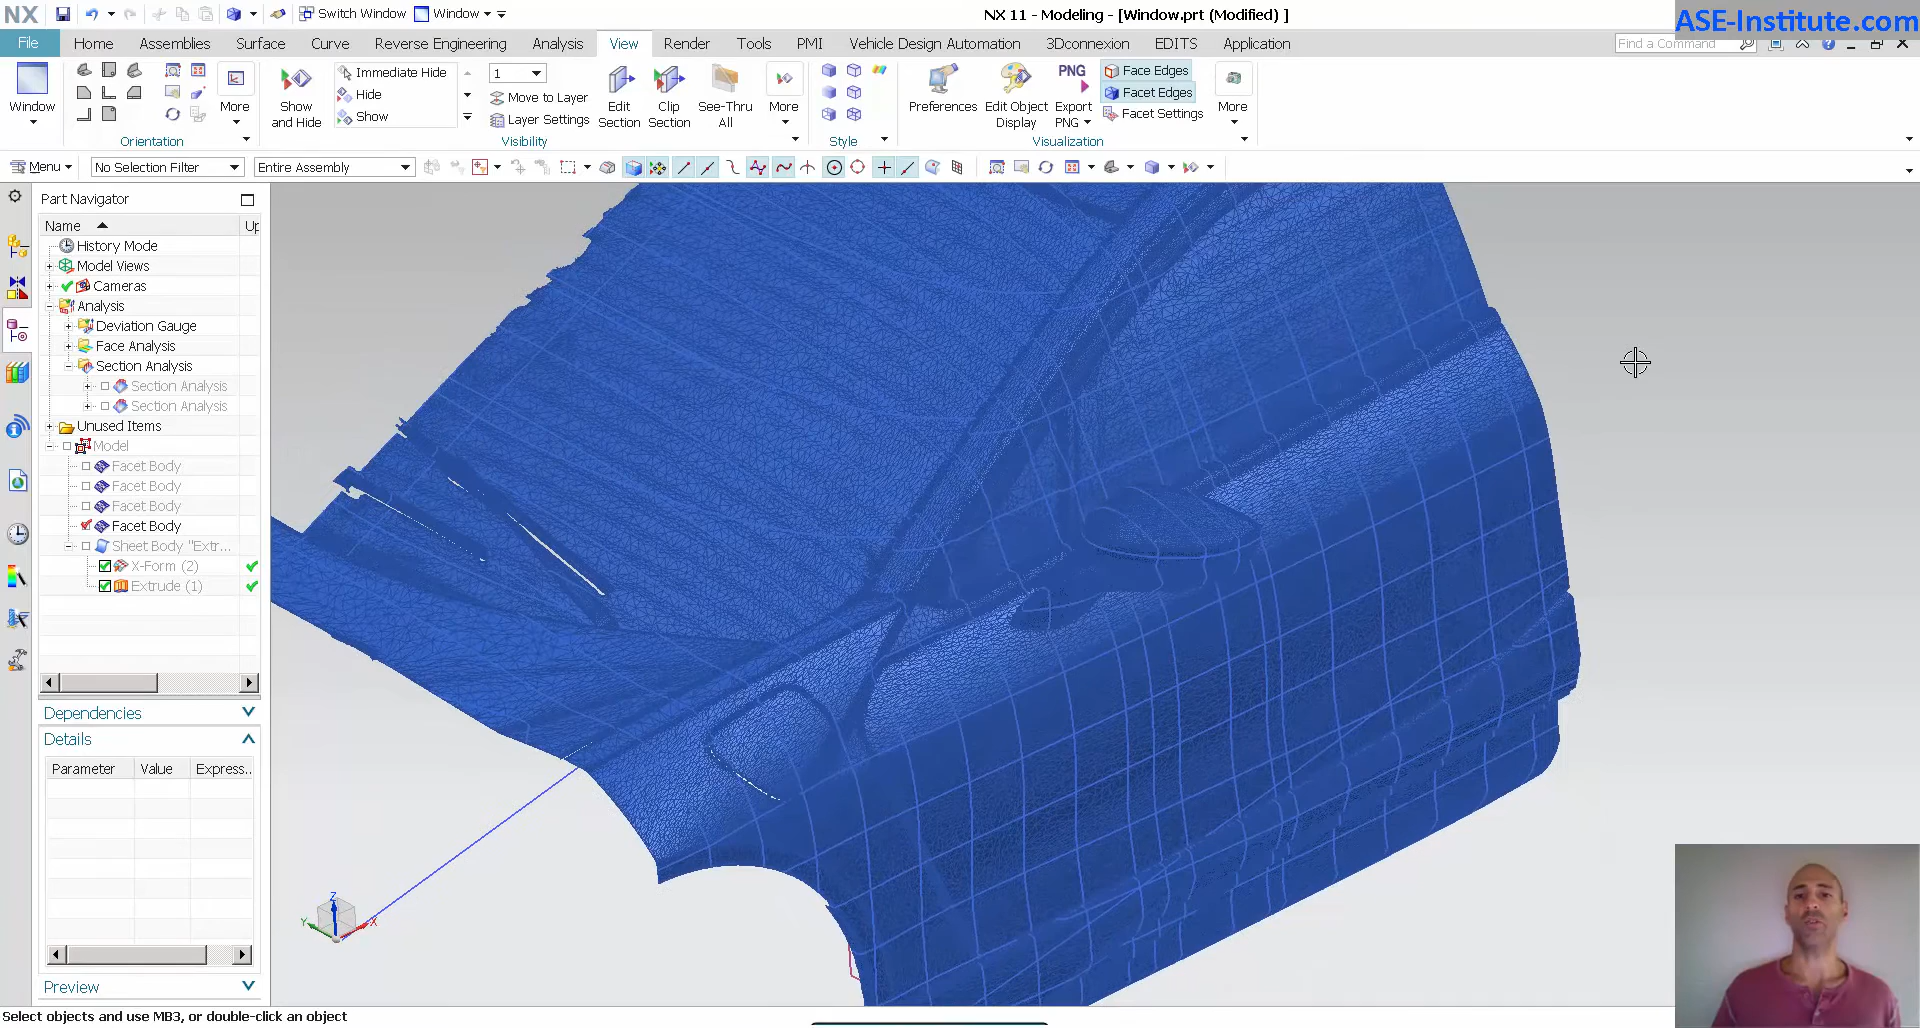 NX
Switch Window
Window
NX 11 - Modeling - [Window.prt (Modified) ]
ASE-Institute.com
File
Home
Assemblies
Surface
Curve
Reverse Engineering
Analysis
View
Render
Tools
PMI
Vehicle Design Automation
3Dconnexion
EDITS
Application
Find a Command
Window
More
Orientation
Show
and Hide
Immediate Hide
Hide
Show
1
Move to Layer
Layer Settings
Visibility
Edit
Section
Clip
Section
See-Thru
All
More
Style
Preferences
Edit Object
Display
PNG
Export
PNG
Face Edges
Facet Edges
Facet Settings
Visualization
More
Menu
No Selection Filter
Entire Assembly
Part Navigator
Name
Up
History Mode
Model Views
Cameras
Analysis
Deviation Gauge
Face Analysis
Section Analysis
Section Analysis
Section Analysis
Unused Items
Model
Facet Body
Facet Body
Facet Body
Facet Body
Sheet Body "Extr...
X-Form (2)
Extrude (1)
Dependencies
Details
Parameter
Value
Express..
Preview
Z
Y
X
Select objects and use MB3, or double-click an object